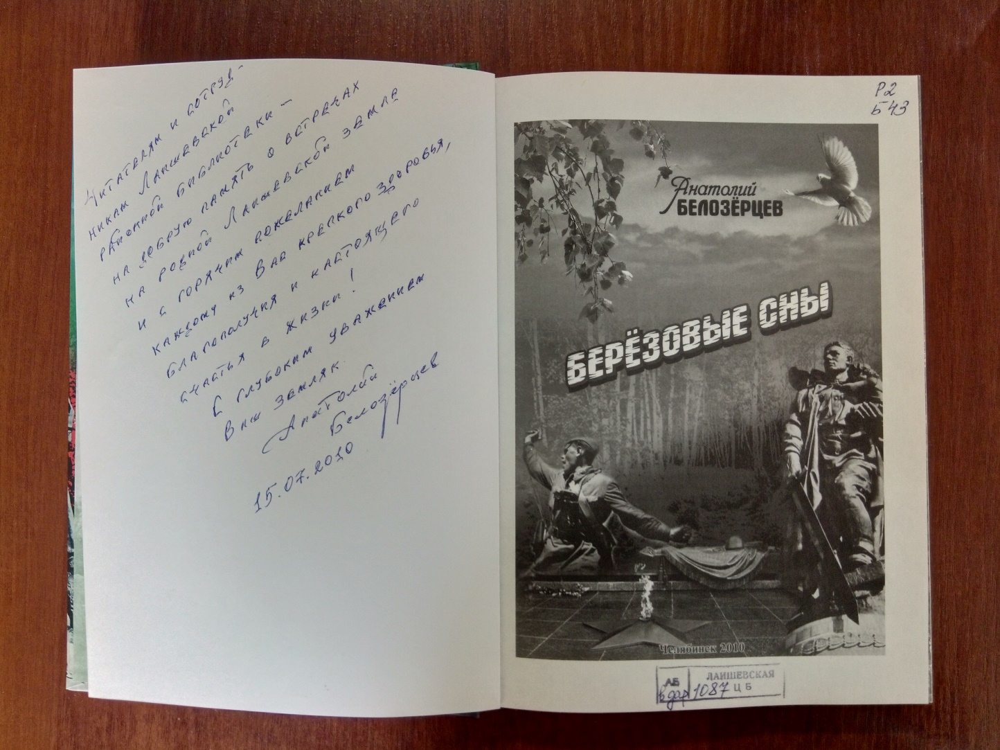 Читателям и сотруд-
никам Лаишевской
районной библиотеки -
на добрую память о встречах
на родной Лаишевской земле
и с горячим пожеланием
каждому из Вас крепкого здоровья,
благополучия и настоящего
счастья в жизни!
С глубоким уважением
Ваш земляк
Анатолий
Белозёрцев
15.07.2010
Р2
Б43
Анатолий
БЕЛОЗЁРЦЕВ
БЕРЁЗОВЫЕ СНЫ
Челябинск 2010
АБ ЛАИШЕВСКАЯ
в дар 1087 ЦБ